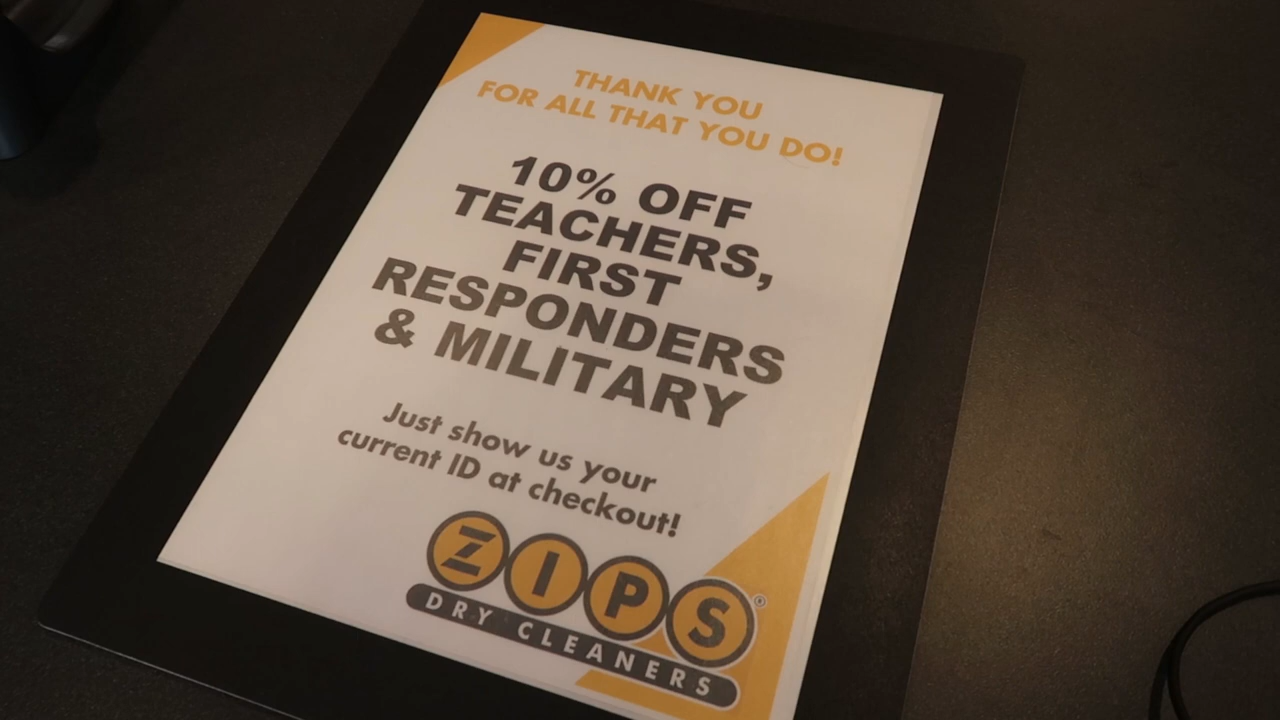 THANK YOU
FOR ALL THAT YOU DO!
10% OFF
TEACHERS,
FIRST
RESPONDERS
& MILITARY
Just show us your
current ID at checkout!
ZIPS®
DRY CLEANERS